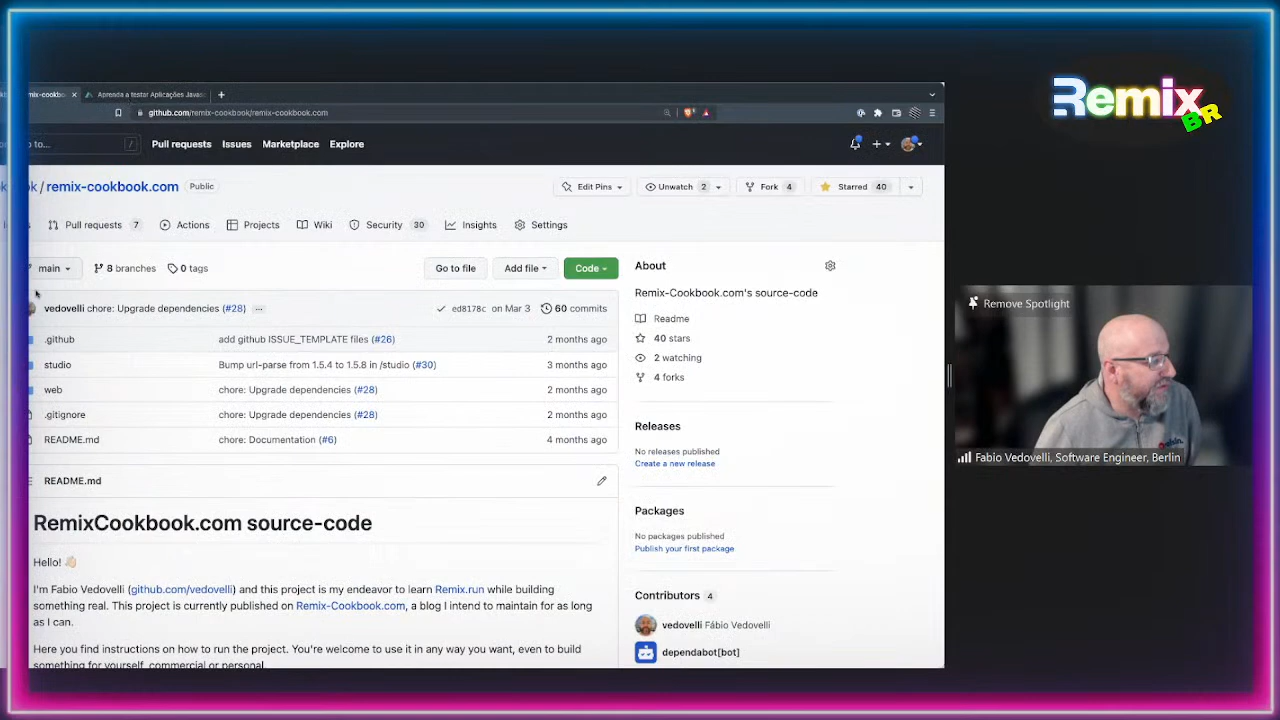 mix-cookbo
Aprenda a testar Aplicações Javas
github.com/remix-cookbook/remix-cookbook.com
Remix
BR
to...
/
Pull requests
Issues
Marketplace
Explore
ok / remix-cookbook.com
Public
Edit Pins
Unwatch 2
Fork 4
Starred 40
Pull requests 7
Actions
Projects
Wiki
Security 30
Insights
Settings
main
8 branches
0 tags
Go to file
Add file
Code
About
Remix-Cookbook.com's source-code
vedovelli chore: Upgrade dependencies (#28) ...
ed8178c on Mar 3
60 commits
.github
add github ISSUE_TEMPLATE files (#26)
2 months ago
studio
Bump url-parse from 1.5.4 to 1.5.8 in /studio (#30)
3 months ago
web
chore: Upgrade dependencies (#28)
2 months ago
.gitignore
chore: Upgrade dependencies (#28)
2 months ago
README.md
chore: Documentation (#6)
4 months ago
Readme
40 stars
2 watching
4 forks
Releases
No releases published
Create a new release
Packages
No packages published
Publish your first package
Contributors 4
vedovelli Fábio Vedovelli
dependabot[bot]
README.md
RemixCookbook.com source-code
Hello! 👋🏻
I'm Fabio Vedovelli (github.com/vedovelli) and this project is my endeavor to learn Remix.run while building
something real. This project is currently published on Remix-Cookbook.com, a blog I intend to maintain for as long
as I can.
Here you find instructions on how to run the project. You're welcome to use it in any way you want, even to build
something for yourself, commercial or personal.
Remove Spotlight
Fabio Vedovelli, Software Engineer, Berlin